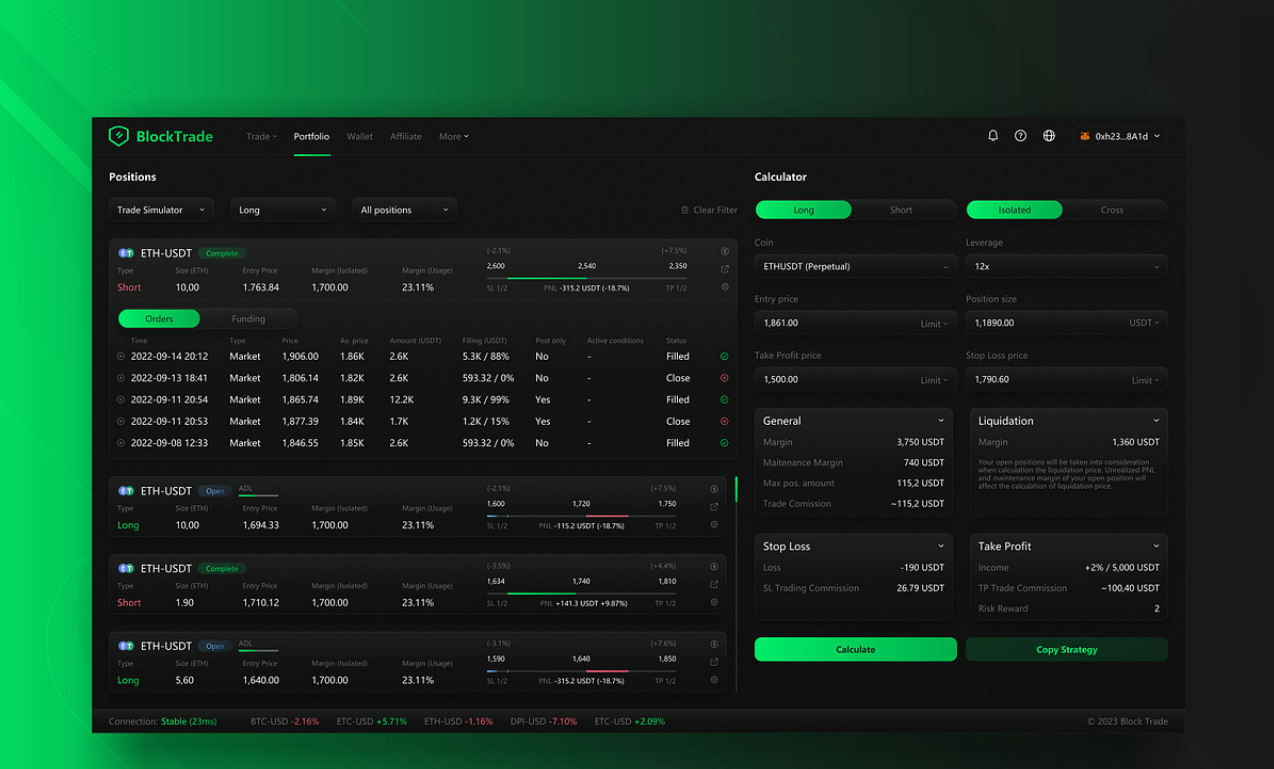 BlockTrade Trade Portfolio Wallet Affiliate More 0xh23...8A1d
Positions
Trade Simulator Long All positions Clear Filter
ETH-USDT Complete (-2.1%) (+7.5%)
Type Size (ETH) Entry Price Margin (Isolated) Margin (Usage) 2,600 2,540 2,350
Short 10,00 1.763.84 1,700.00 23.11% SL 1/2 PNL -315.2 USDT (-18.7%) TP 1/2
Orders Funding
Time Type Price Av. price Amount (USDT) Filling (USDT) Post only Active conditions Status
2022-09-14 20:12 Market 1,906.00 1.86K 2.6K 5.3K / 88% No - Filled
2022-09-13 18:41 Market 1,806.14 1.82K 2.6K 593.32 / 0% No - Close
2022-09-11 20:54 Market 1,865.74 1.89K 12.2K 9.3K / 99% Yes - Filled
2022-09-11 20:53 Market 1,877.39 1.84K 1.7K 1.2K / 15% Yes - Close
2022-09-08 12:33 Market 1,846.55 1.85K 2.6K 593.32 / 0% No - Filled
ETH-USDT Open ADL (-2.1%) (+7.5%)
Type Size (ETH) Entry Price Margin (Isolated) Margin (Usage) 1,600 1,720 1.750
Long 10,00 1,694.33 1,700.00 23.11% SL 1/2 PNL -115.2 USDT (-18.7%) TP 1/2
ETH-USDT Complete (-3.5%) (+4.4%)
Type Size (ETH) Entry Price Margin (Isolated) Margin (Usage) 1,634 1,740 1,810
Short 1.90 1,710.12 1,700.00 23.11% SL 1/2 PNL +141.3 USDT +9.87%) TP 1/2
ETH-USDT Open ADL (-3.1%) (+7.6%)
Type Size (ETH) Entry Price Margin (Isolated) Margin (Usage) 1,590 1,640 1,850
Long 5,60 1,640.00 1,700.00 23.11% SL 1/2 PNL -315.2 USDT (-18.7%) TP 1/2
Calculator
Long Short Isolated Cross
Coin Leverage
ETHUSDT (Perpetual) 12x
Entry price Position size
1,861.00 Limit 1,1890.00 USDT
Take Profit price Stop Loss price
1,500.00 Limit 1,790.60 Limit
General
Margin 3,750 USDT
Maitenance Margin 740 USDT
Max pos. amount 115,2 USDT
Trade Comission ~115,2 USDT
Liquidation
Margin 1,360 USDT
Your open positions will be taken into consideration
when calculation the liquidation price. Unrealized PNL
and maintenance margin of your open position will
affect the calculation of liquidation price.
Stop Loss
Loss -190 USDT
SL Trading Commission 26.79 USDT
Take Profit
Income +2% / 5,000 USDT
TP Trade Commission ~100,40 USDT
Risk Reward 2
Calculate Copy Strategy
Connection: Stable (23ms) BTC-USD -2.16% ETC-USD +5.71% ETH-USD -1.16% DPI-USD -7.10% ETC-USD +2.09% © 2023 Block Trade